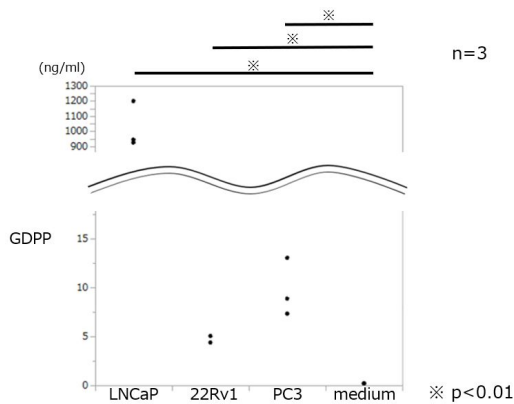 ※
※
n=3
※
(ng/ml)
1300
1200
1100
1000
900
GDPP
15
10
5
0
LNCaP 22Rv1 PC3 medium
※ p<0.01